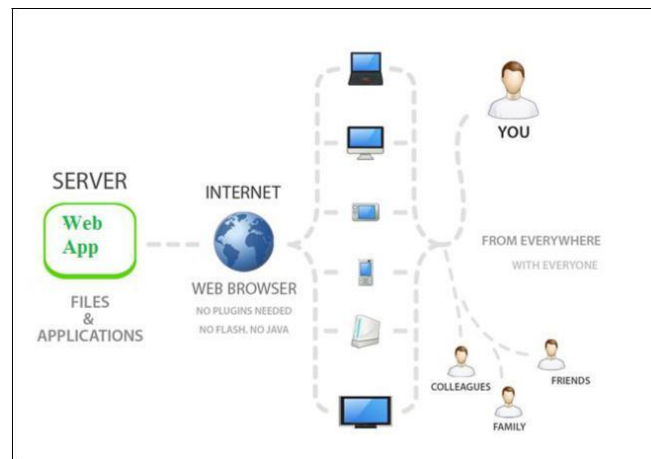 SERVER
Web
App
FILES
&
APPLICATIONS
INTERNET
WEB BROWSER
NO PLUGINS NEEDED
NO FLASH. NO JAVA
YOU
FROM EVERYWHERE
WITH EVERYONE
COLLEAGUES
FRIENDS
FAMILY